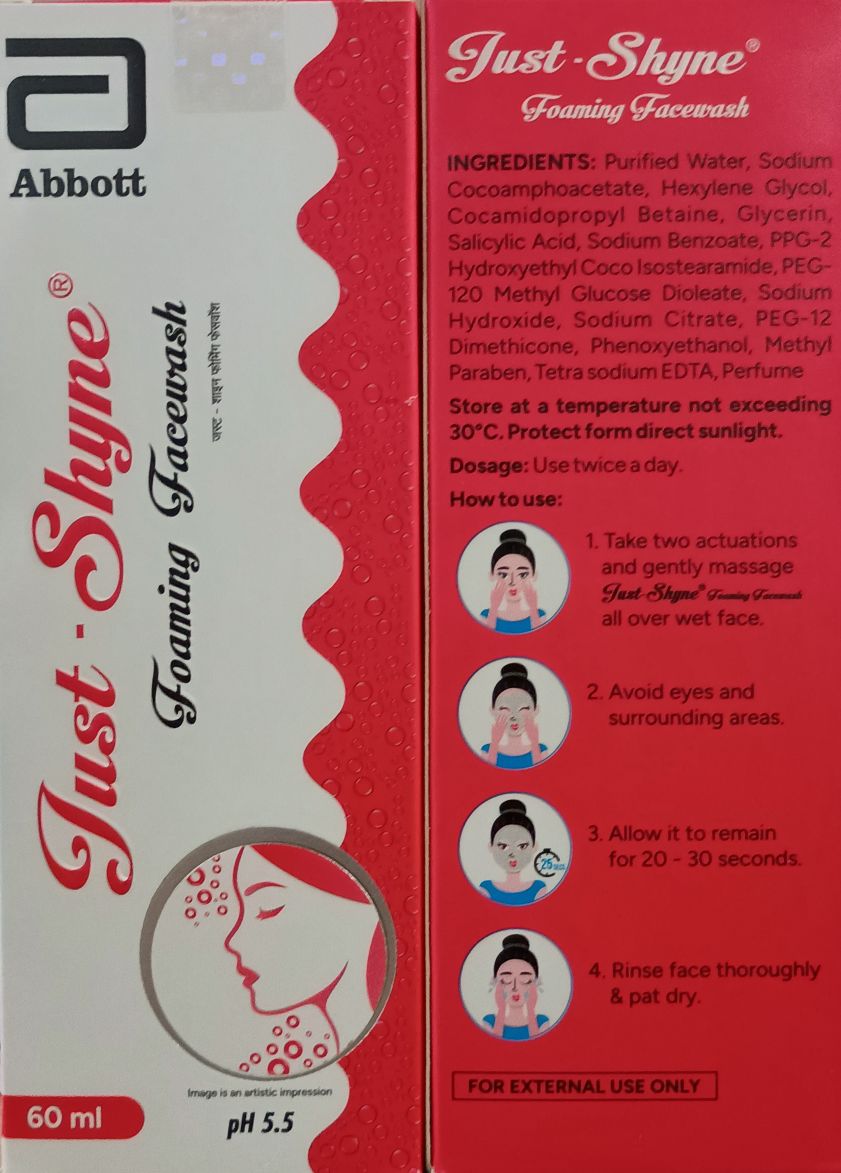 Abbott
Just - Shyne®
Foaming Facewash
जस्ट - शाइन फोमिंग फेसवॉश
Image is an artistic impression
60 ml
pH 5.5
Just - Shyne®
Foaming Facewash
INGREDIENTS: Purified Water, Sodium
Cocoamphoacetate, Hexylene Glycol,
Cocamidopropyl Betaine, Glycerin,
Salicylic Acid, Sodium Benzoate, PPG-2
Hydroxyethyl Coco Isostearamide, PEG-
120 Methyl Glucose Dioleate, Sodium
Hydroxide, Sodium Citrate, PEG-12
Dimethicone, Phenoxyethanol, Methyl
Paraben, Tetra sodium EDTA, Perfume
Store at a temperature not exceeding
30°C. Protect form direct sunlight.
Dosage: Use twice a day.
How to use:
1. Take two actuations
and gently massage
Just-Shyne® Foaming Facewash
all over wet face.
2. Avoid eyes and
surrounding areas.
3. Allow it to remain
for 20 - 30 seconds.
25 SECS
4. Rinse face thoroughly
& pat dry.
FOR EXTERNAL USE ONLY